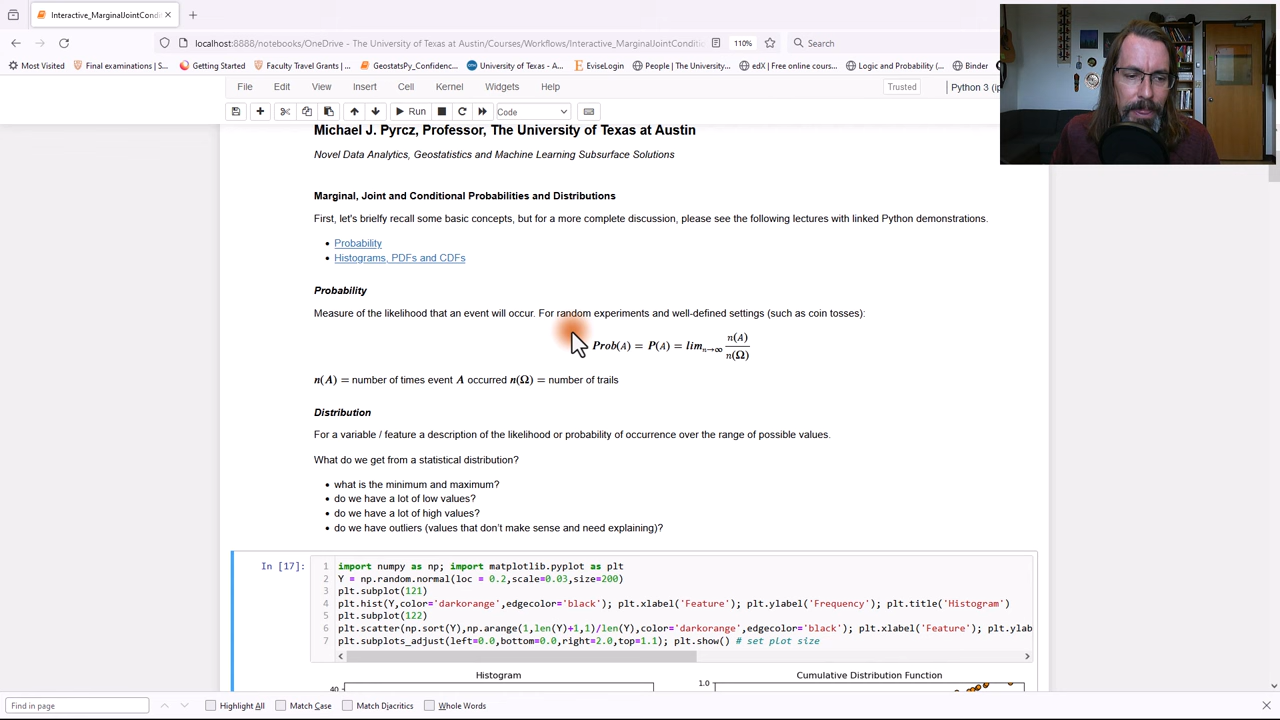 Interactive_MarginalJointCondi
localhost:8888/notebooks/OneDrive - The University of Texas at Austin/Courses/Workflows/Interactive_MarginalJointConditi
110%
Search
Most Visited
Final examinations | S...
Getting Started
Faculty Travel Grants | ...
GeostatsPy_Confidenc...
University of Texas - A...
EviseLogin
People | The University...
edX | Free online cours...
Logic and Probability (...
Binder
File Edit View Insert Cell Kernel Widgets Help
Trusted
Python 3 (ip
Run
Code
Michael J. Pyrcz, Professor, The University of Texas at Austin
Novel Data Analytics, Geostatistics and Machine Learning Subsurface Solutions
Marginal, Joint and Conditional Probabilities and Distributions
First, let's brielfy recall some basic concepts, but for a more complete discussion, please see the following lectures with linked Python demonstrations.
• Probability
• Histograms, PDFs and CDFs
Probability
Measure of the likelihood that an event will occur. For random experiments and well-defined settings (such as coin tosses):
Prob(A) = P(A) = lim n→∞ n(A) / n(Ω)
n(A) = number of times event A occurred n(Ω) = number of trails
Distribution
For a variable / feature a description of the likelihood or probability of occurrence over the range of possible values.
What do we get from a statistical distribution?
• what is the minimum and maximum?
• do we have a lot of low values?
• do we have a lot of high values?
• do we have outliers (values that don't make sense and need explaining)?
In [17]:
1 import numpy as np; import matplotlib.pyplot as plt
2 Y = np.random.normal(loc = 0.2,scale=0.03,size=200)
3 plt.subplot(121)
4 plt.hist(Y,color='darkorange',edgecolor='black'); plt.xlabel('Feature'); plt.ylabel('Frequency'); plt.title('Histogram')
5 plt.subplot(122)
6 plt.scatter(np.sort(Y),np.arange(1,len(Y)+1,1)/len(Y),color='darkorange',edgecolor='black'); plt.xlabel('Feature'); plt.ylab
7 plt.subplots_adjust(left=0.0,bottom=0.0,right=2.0,top=1.1); plt.show() # set plot size
Histogram
Cumulative Distribution Function
40
1.0
Find in page
Highlight All
Match Case
Match Diacritics
Whole Words